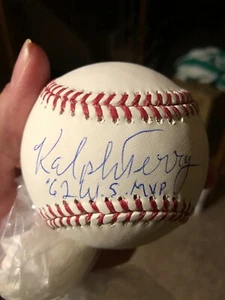 Ralph Terry
'62 W.S. MVP